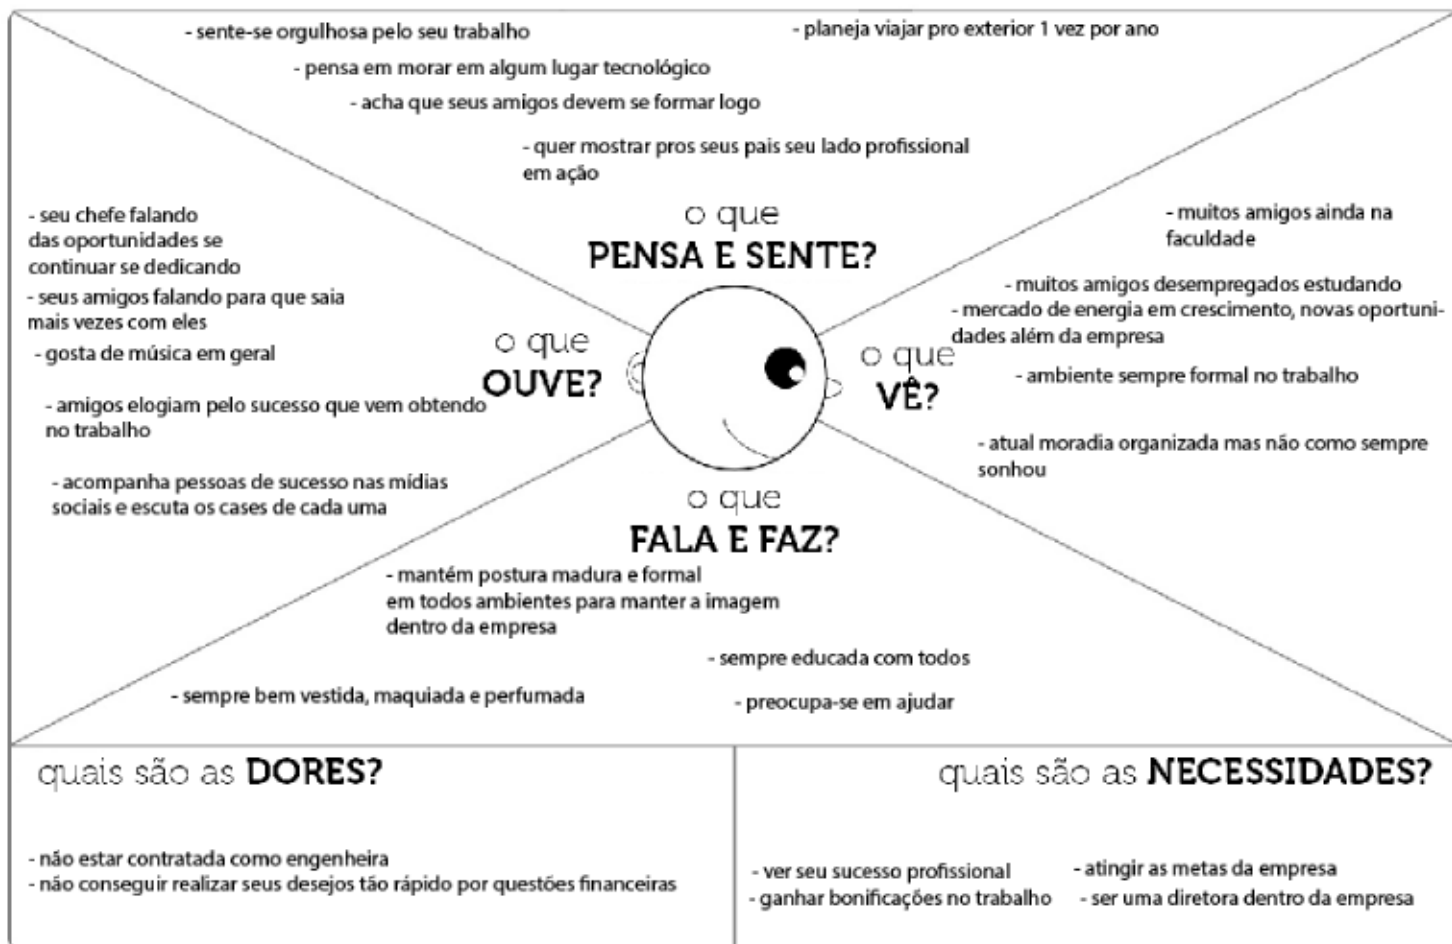 - sente-se orgulhosa pelo seu trabalho
- planeja viajar pro exterior 1 vez por ano
- pensa em morar em algum lugar tecnológico
- acha que seus amigos devem se formar logo
- quer mostrar pros seus pais seu lado profissional
em ação
o que
PENSA E SENTE?
- seu chefe falando
das oportunidades se
continuar se dedicando
- seus amigos falando para que saia
mais vezes com eles
- gosta de música em geral
- amigos elogiam pelo sucesso que vem obtendo
no trabalho
- acompanha pessoas de sucesso nas mídias
sociais e escuta os cases de cada uma
o que
OUVE?
o que
VÊ?
- muitos amigos ainda na
faculdade
- muitos amigos desempregados estudando
- mercado de energia em crescimento, novas oportuni-
dades além da empresa
- ambiente sempre formal no trabalho
- atual moradia organizada mas não como sempre
sonhou
o que
FALA E FAZ?
- mantém postura madura e formal
em todos ambientes para manter a imagem
dentro da empresa
- sempre educada com todos
- sempre bem vestida, maquiada e perfumada
- preocupa-se em ajudar
quais são as DORES?
- não estar contratada como engenheira
- não conseguir realizar seus desejos tão rápido por questões financeiras
quais são as NECESSIDADES?
- ver seu sucesso profissional
- ganhar bonificações no trabalho
- atingir as metas da empresa
- ser uma diretora dentro da empresa